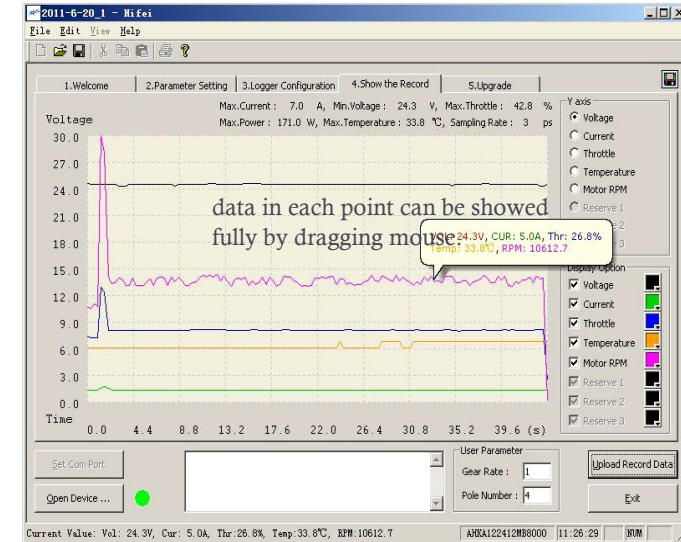 2011-6-20_1 - Hifei
File Edit View Help
1.Welcome 2.Parameter Setting 3.Logger Configuration 4.Show the Record 5.Upgrade
Max.Current : 7.0 A, Min.Voltage : 24.3 V, Max.Throttle : 42.8 %
Max.Power : 171.0 W, Max.Temperature : 33.8 ℃, Sampling Rate : 3 ps
Voltage
30.0
27.0
24.0
21.0
18.0
15.0
12.0
9.0
6.0
3.0
0.0
Time
0.0 4.4 8.8 13.2 17.6 22.0 26.4 30.8 35.2 39.6 (s)
data in each point can be showed
fully by dragging mouse.
VOL: 24.3V, CUR: 5.0A, Thr: 26.8%
Temp: 33.8℃, RPM: 10612.7
Y axis
Voltage
Current
Throttle
Temperature
Motor RPM
Reserve 1
2
3
Display Option
Voltage
Current
Throttle
Temperature
Motor RPM
Reserve 1
Reserve 2
Reserve 3
Set Com Port
Open Device ...
User Parameter
Gear Rate : 1
Pole Number : 4
Upload Record Data
Exit
Current Value: Vol: 24.3V, Cur: 5.0A, Thr:26.8%, Temp:33.8℃, RPM:10612.7
AHKA122412MB8000 11:26:29 NUM